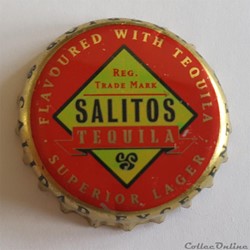 FLAVOURED WITH TEQUILA
REG.
TRADE MARK
SALITOS
TEQUILA
SUPERIOR LAGER
CollecOnline